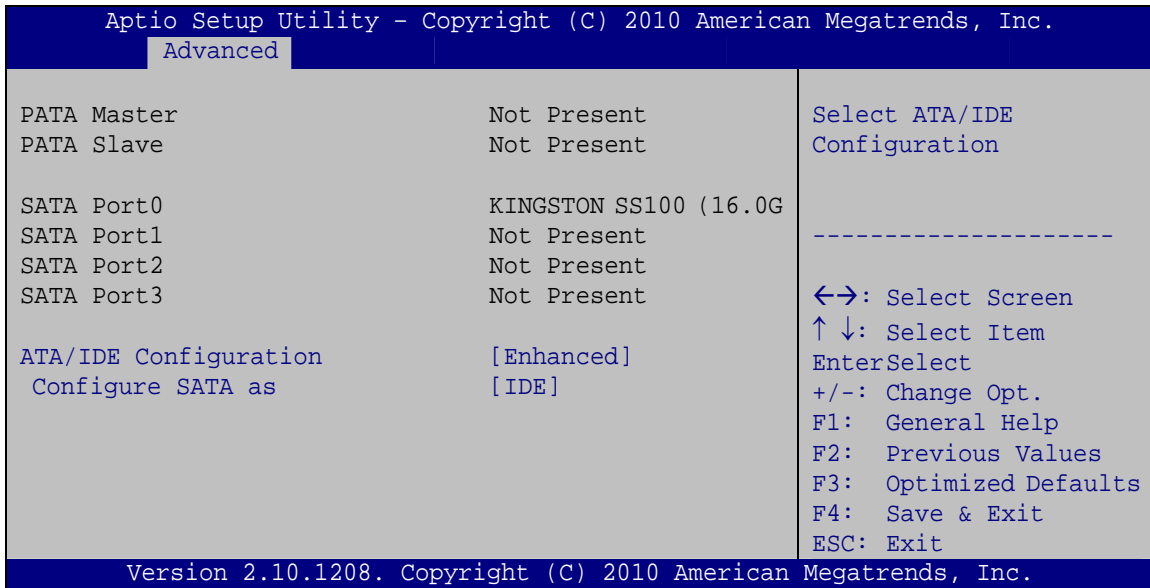 Aptio Setup Utility – Copyright (C) 2010 American Megatrends, Inc.
Advanced
PATA Master Not Present
PATA Slave Not Present
SATA Port0 KINGSTON SS100 (16.0G
SATA Port1 Not Present
SATA Port2 Not Present
SATA Port3 Not Present
ATA/IDE Configuration [Enhanced]
Configure SATA as [IDE]
Select ATA/IDE
Configuration
---------------------
←→: Select Screen
↑ ↓: Select Item
EnterSelect
+/-: Change Opt.
F1: General Help
F2: Previous Values
F3: Optimized Defaults
F4: Save & Exit
ESC: Exit
Version 2.10.1208. Copyright (C) 2010 American Megatrends, Inc.